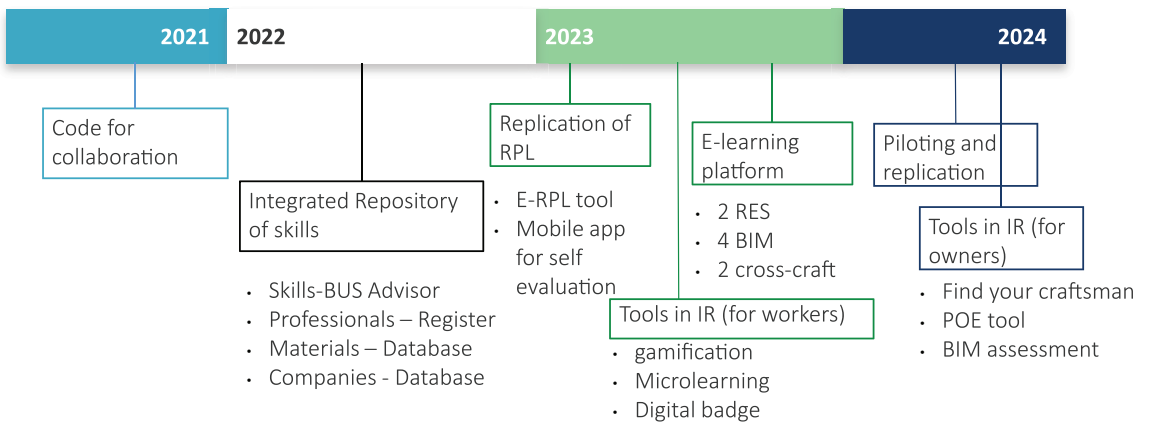 2021
2022
2023
2024
Code for
collaboration
Integrated Repository
of skills
• Skills-BUS Advisor
• Professionals – Register
• Materials – Database
• Companies - Database
Replication of
RPL
• E-RPL tool
• Mobile app
for self
evaluation
Tools in IR (for workers)
• gamification
• Microlearning
• Digital badge
E-learning
platform
• 2 RES
• 4 BIM
• 2 cross-craft
Piloting and
replication
Tools in IR (for
owners)
• Find your craftsman
• POE tool
• BIM assessment